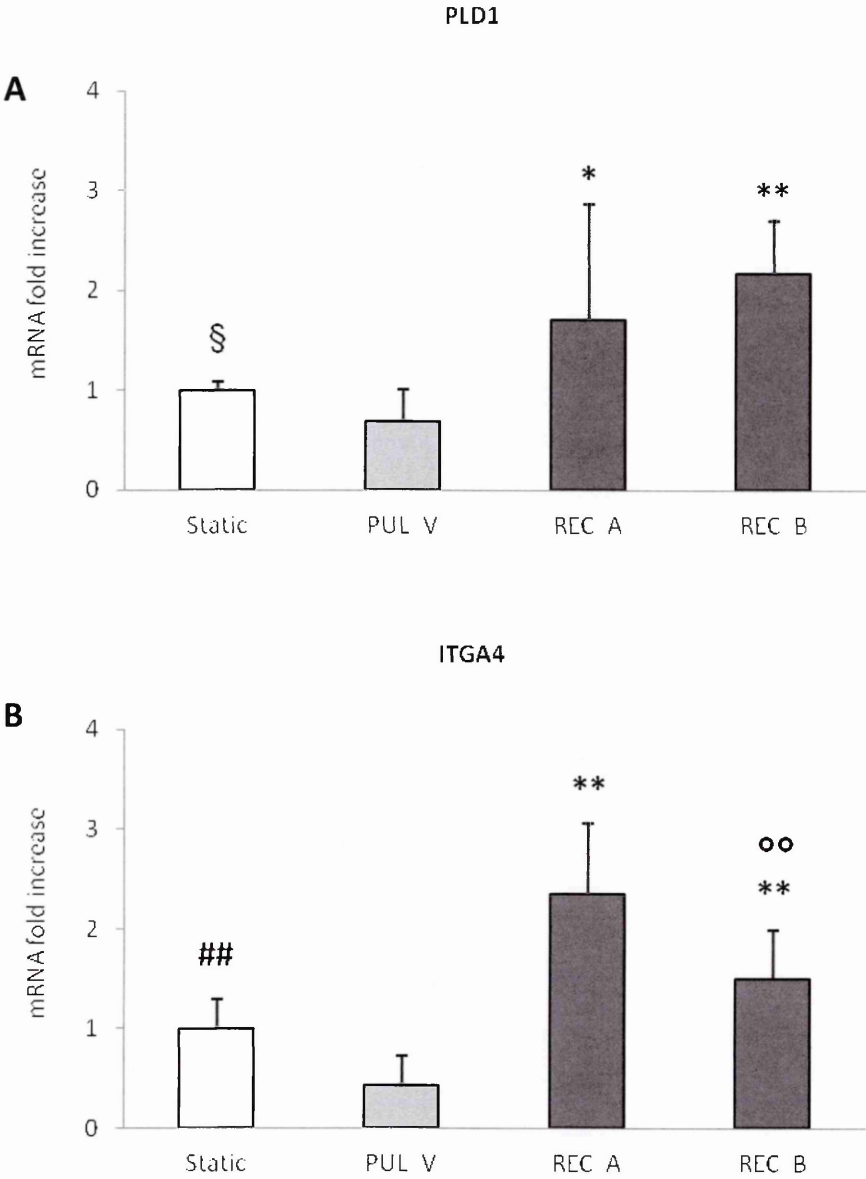 PLD1
A
4
3
2
1
0
mRNA fold increase
§
*
**
Static PUL V REC A REC B
ITGA4
B
4
3
2
1
0
mRNA fold increase
##
**
°°
**
Static PUL V REC A REC B